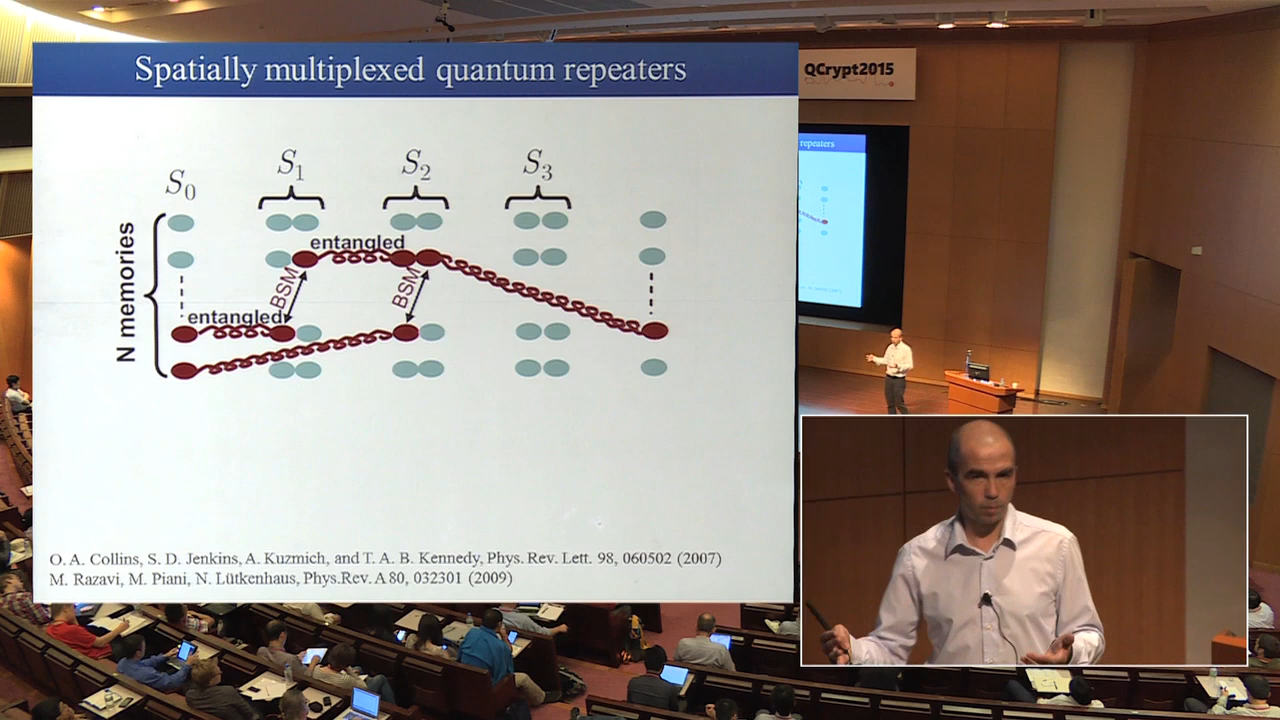 Spatially multiplexed quantum repeaters
QCrypt2015
repeaters
S0
S1
S2
S3
N memories
entangled
BSM
BSM
entangled
O. A. Collins, S. D. Jenkins, A. Kuzmich, and T. A. B. Kennedy, Phys. Rev. Lett. 98, 060502 (2007)
M. Razavi, M. Piani, N. Lütkenhaus, Phys.Rev. A 80, 032301 (2009)